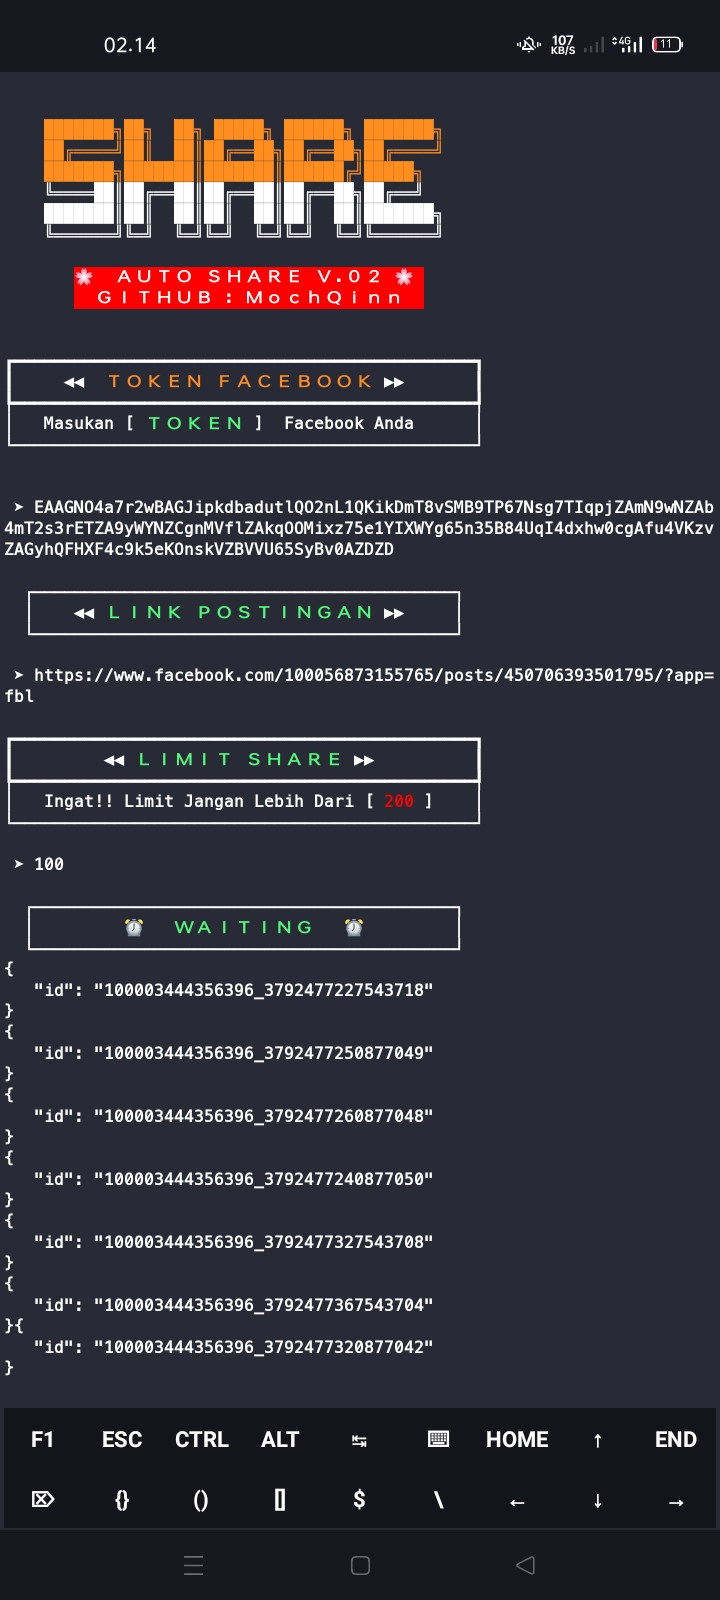 02.14
107
KB/S
4G
11
SHARE
🌸 AUTO SHARE V.02 🌸
GITHUB : MochQinn
◀◀ TOKEN FACEBOOK ▶▶
Masukan [ TOKEN ] Facebook Anda
➤ EAAGNO4a7r2wBAGJipkdbadutlQO2nL1QKikDmT8vSMB9TP67Nsg7TIqpjZAmN9wNZAb
4mT2s3rETZA9yWYNZCgnMVflZAkqOOMixz75e1YIXWYg65n35B84UqI4dxhw0cgAfu4VKzv
ZAGyhQFHXF4c9k5eKOnskVZBVVU65SyBv0AZDZD
◀◀ LINK POSTINGAN ▶▶
➤ https://www.facebook.com/100056873155765/posts/450706393501795/?app=
fbl
◀◀ LIMIT SHARE ▶▶
Ingat!! Limit Jangan Lebih Dari [ 200 ]
➤ 100
⏰ WAITING ⏰
{
"id": "100003444356396_3792477227543718"
}
{
"id": "100003444356396_3792477250877049"
}
{
"id": "100003444356396_3792477260877048"
}
{
"id": "100003444356396_3792477240877050"
}
{
"id": "100003444356396_3792477327543708"
}
{
"id": "100003444356396_3792477367543704"
}{
"id": "100003444356396_3792477320877042"
}
F1 ESC CTRL ALT ↹ ⌨ HOME ↑ END
⌦ {} () [] $ \ ← ↓ →